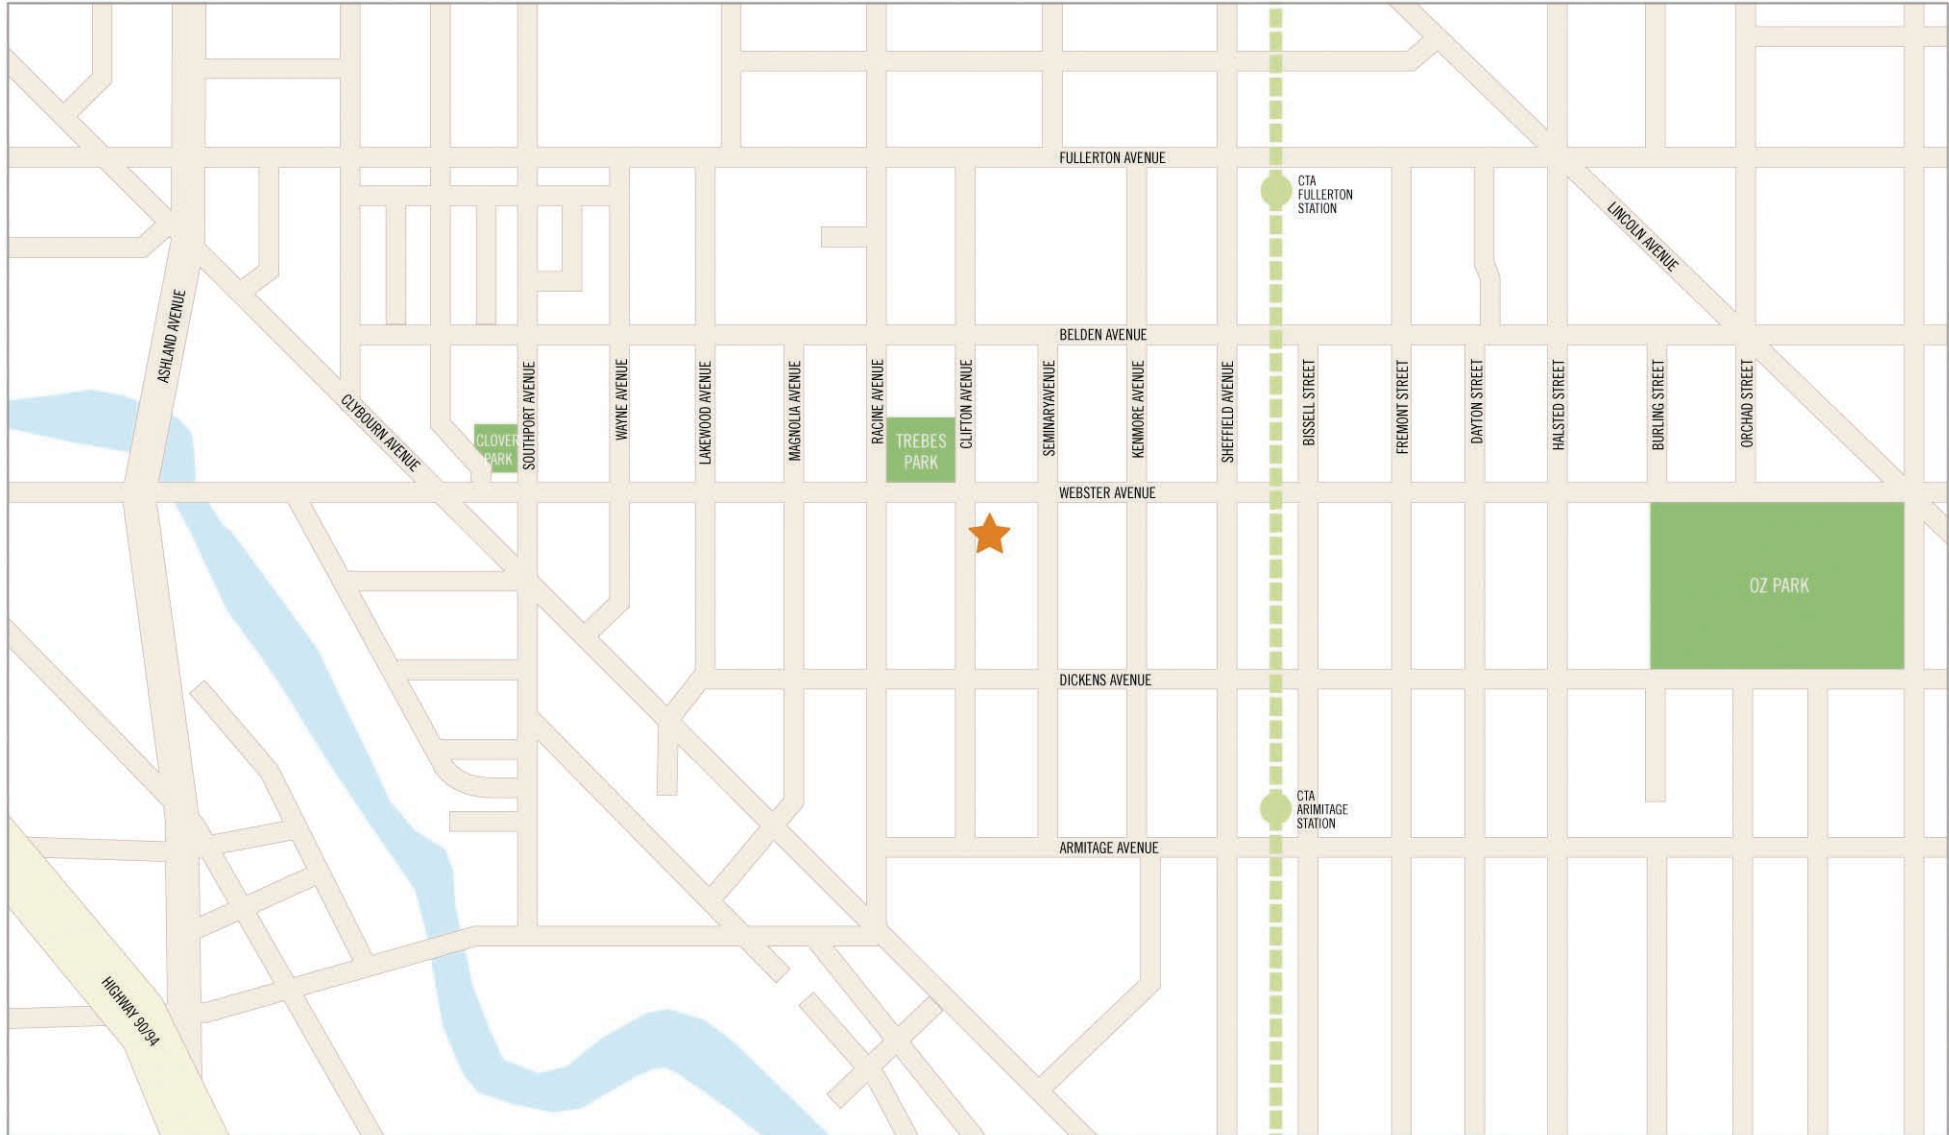 FULLERTON AVENUE
CTA
FULLERTON
STATION
LINCOLN AVENUE
ASHLAND AVENUE
BELDEN AVENUE
CLYBOURN AVENUE
CLOVER
PARK
SOUTHPORT AVENUE
WAYNE AVENUE
LAKEWOOD AVENUE
MAGNOLIA AVENUE
RACINE AVENUE
TREBES
PARK
CLIFTON AVENUE
SEMINARYAVENUE
KENMORE AVENUE
SHEFFIELD AVENUE
BISSELL STREET
FREMONT STREET
DAYTON STREET
HALSTED STREET
BURLING STREET
ORCHAD STREET
WEBSTER AVENUE
OZ PARK
DICKENS AVENUE
CTA
ARIMITAGE
STATION
ARMITAGE AVENUE
HIGHWAY 90/94